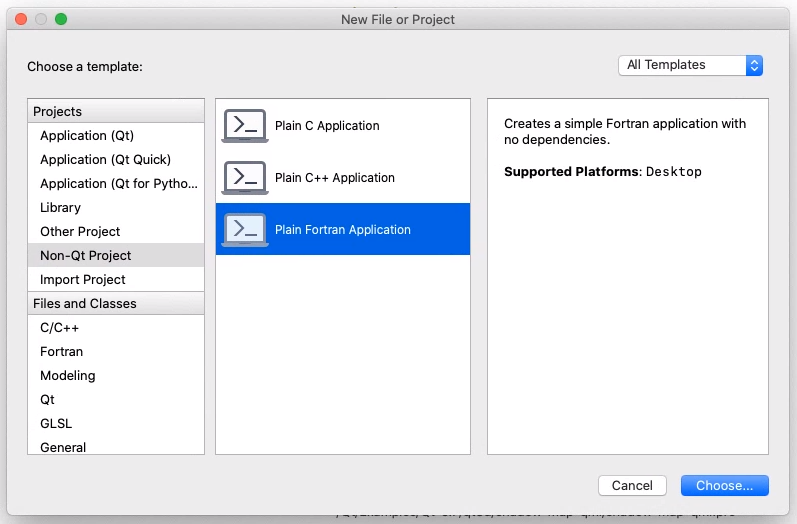 New File or Project
Choose a template:
All Templates
Projects
Application (Qt)
Application (Qt Quick)
Application (Qt for Pytho...
Library
Other Project
Non-Qt Project
Import Project
Files and Classes
C/C++
Fortran
Modeling
Qt
GLSL
General
Plain C Application
Plain C++ Application
Plain Fortran Application
Creates a simple Fortran application with
no dependencies.
Supported Platforms: Desktop
Cancel
Choose...